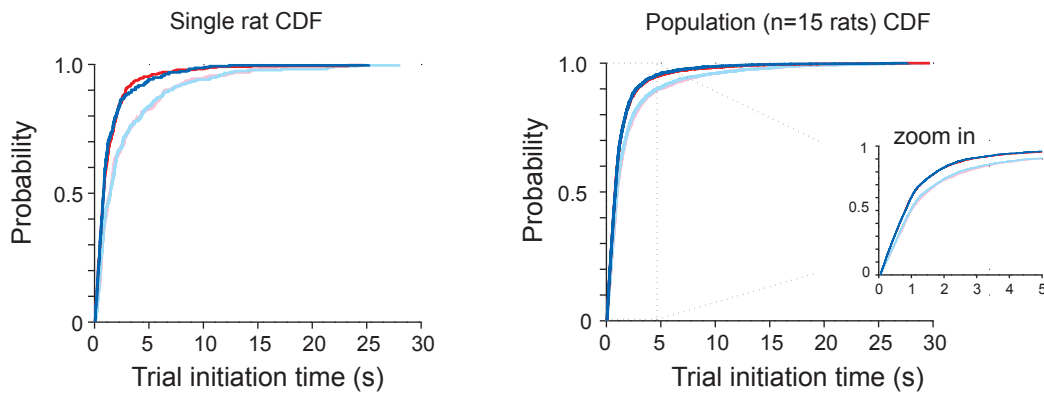 Single rat CDF
1.0
0.5
0
Probability
0 5 10 15 20 25 30
Trial initiation time (s)
Population (n=15 rats) CDF
1.0
0.5
0
Probability
0 5 10 15 20 25 30
Trial initiation time (s)
zoom in
1
0.5
0
0 1 2 3 4 5